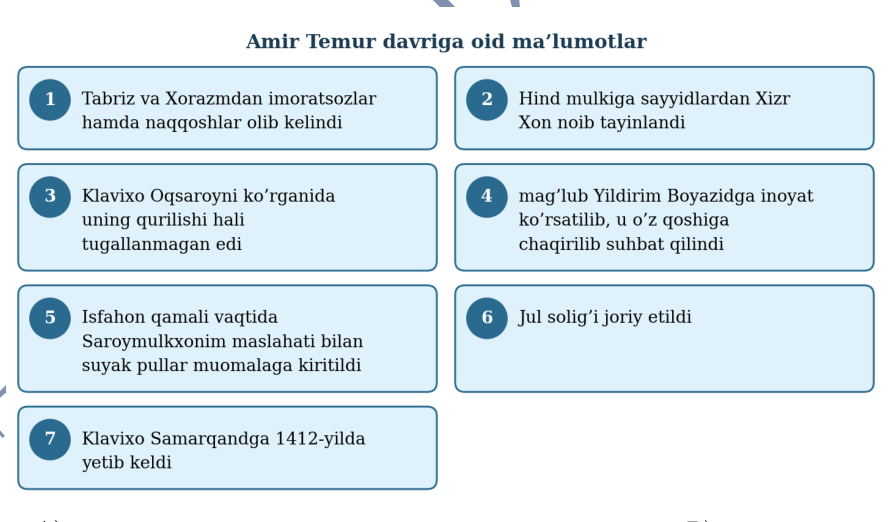 Amir Temur davriga oid ma’lumotlar
1 Tabriz va Xorazmdan imoratsozlar
hamda naqqoshlar olib kelindi
2 Hind mulkiga sayyidlardan Xizr
Xon noib tayinlandi
3 Klavixo Oqsaroyni ko’rganida
uning qurilishi hali
tugallanmagan edi
4 mag’lub Yildirim Boyazidga inoyat
ko’rsatilib, u o’z qoshiga
chaqirilib suhbat qilindi
5 Isfahon qamali vaqtida
Saroymulkxonim maslahati bilan
suyak pullar muomalaga kiritildi
6 Jul solig’i joriy etildi
7 Klavixo Samarqandga 1412-yilda
yetib keldi